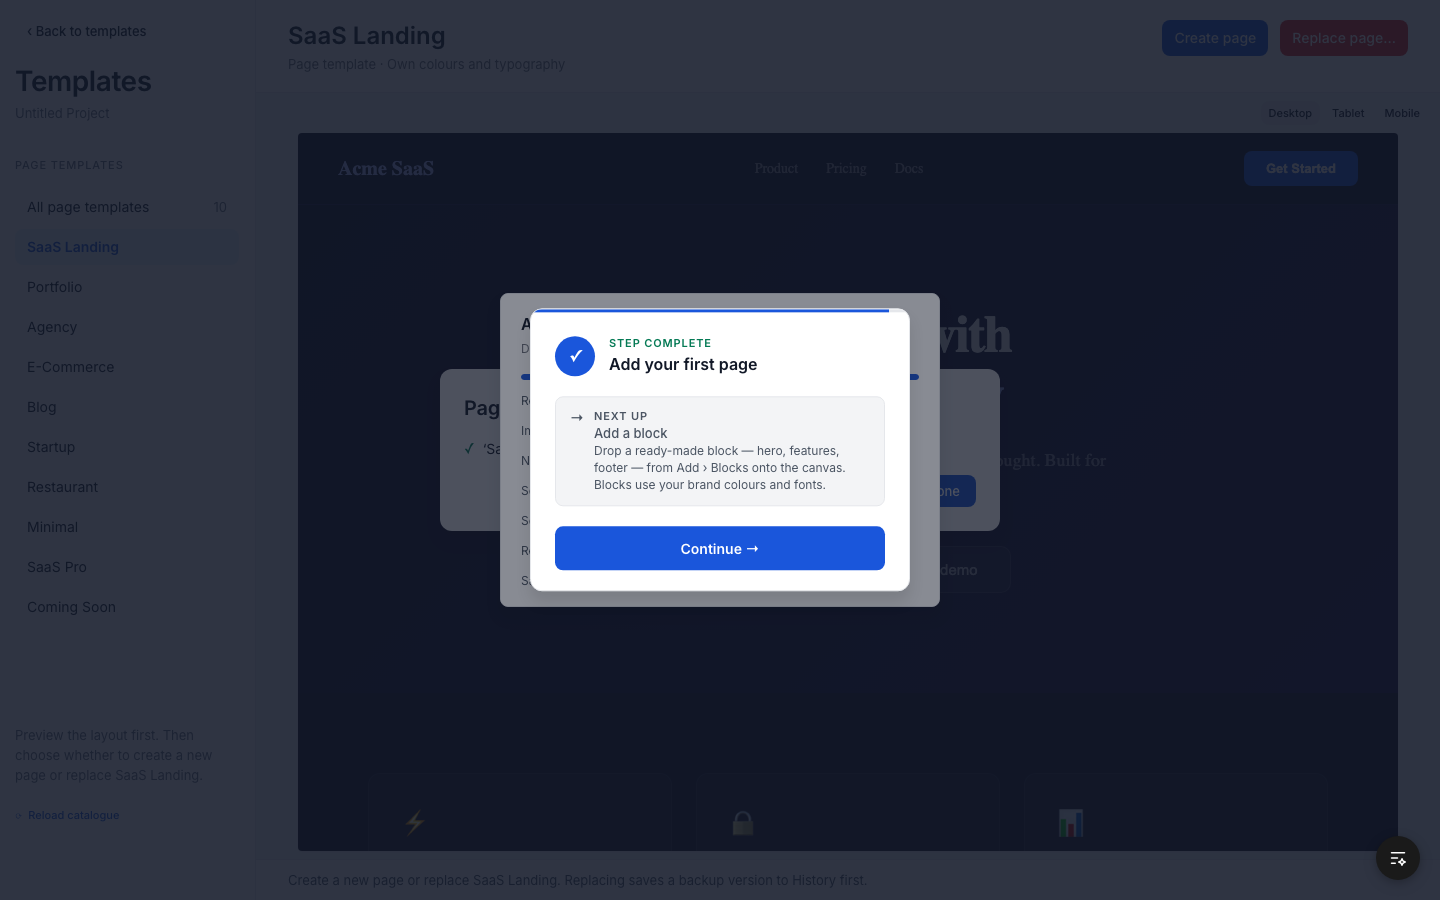 ‹ Back to templates
Templates
Untitled Project
PAGE TEMPLATES
All page templates 10
SaaS Landing
Portfolio
Agency
E-Commerce
Blog
Startup
Restaurant
Minimal
SaaS Pro
Coming Soon
Preview the layout first. Then
choose whether to create a new
page or replace SaaS Landing.
Reload catalogue
SaaS Landing
Page template · Own colours and typography
Create page
Replace page...
Desktop Tablet Mobile
Acme SaaS
Product Pricing Docs
Get Started
with
Built for
demo
STEP COMPLETE
Add your first page
→ NEXT UP
Add a block
Drop a ready-made block — hero, features,
footer — from Add › Blocks onto the canvas.
Blocks use your brand colours and fonts.
Continue →
Create a new page or replace SaaS Landing. Replacing saves a backup version to History first.